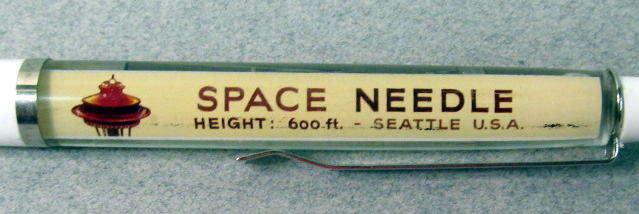 SPACE NEEDLE
HEIGHT: 600 ft. - SEATTLE U.S.A.